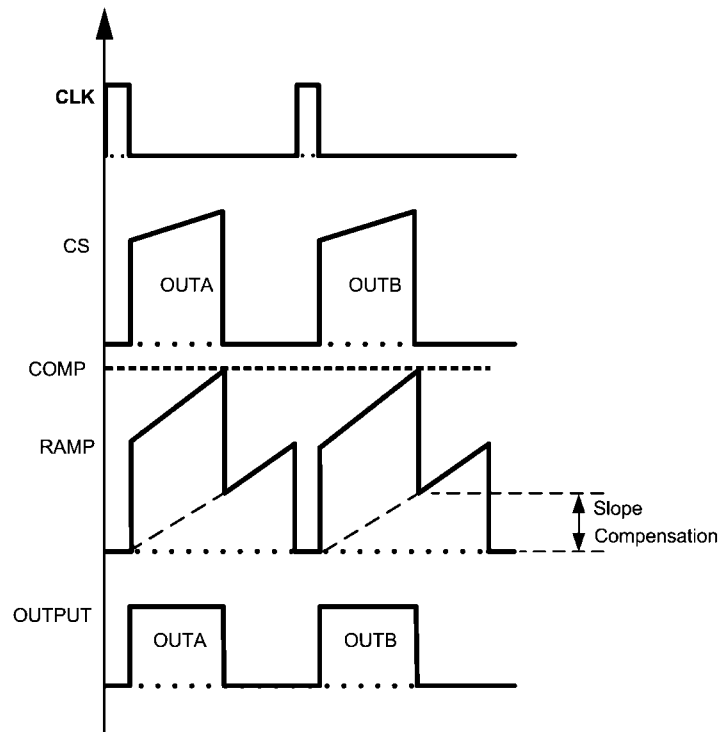 CLK
CS
OUTA
OUTB
COMP
RAMP
Slope
Compensation
OUTPUT
OUTA
OUTB